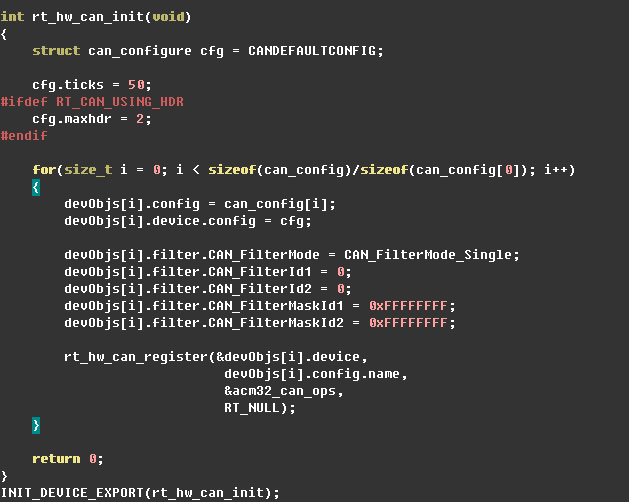 int rt_hw_can_init(void)
{
    struct can_configure cfg = CANDEFAULTCONFIG;

    cfg.ticks = 50;
#ifdef RT_CAN_USING_HDR
    cfg.maxhdr = 2;
#endif

    for(size_t i = 0; i < sizeof(can_config)/sizeof(can_config[0]); i++)
    {
        devObjs[i].config = can_config[i];
        devObjs[i].device.config = cfg;

        devObjs[i].filter.CAN_FilterMode = CAN_FilterMode_Single;
        devObjs[i].filter.CAN_FilterId1 = 0;
        devObjs[i].filter.CAN_FilterId2 = 0;
        devObjs[i].filter.CAN_FilterMaskId1 = 0xFFFFFFFF;
        devObjs[i].filter.CAN_FilterMaskId2 = 0xFFFFFFFF;

        rt_hw_can_register(&devObjs[i].device,
                            devObjs[i].config.name,
                            &acm32_can_ops,
                            RT_NULL);
    }

    return 0;
}
INIT_DEVICE_EXPORT(rt_hw_can_init);